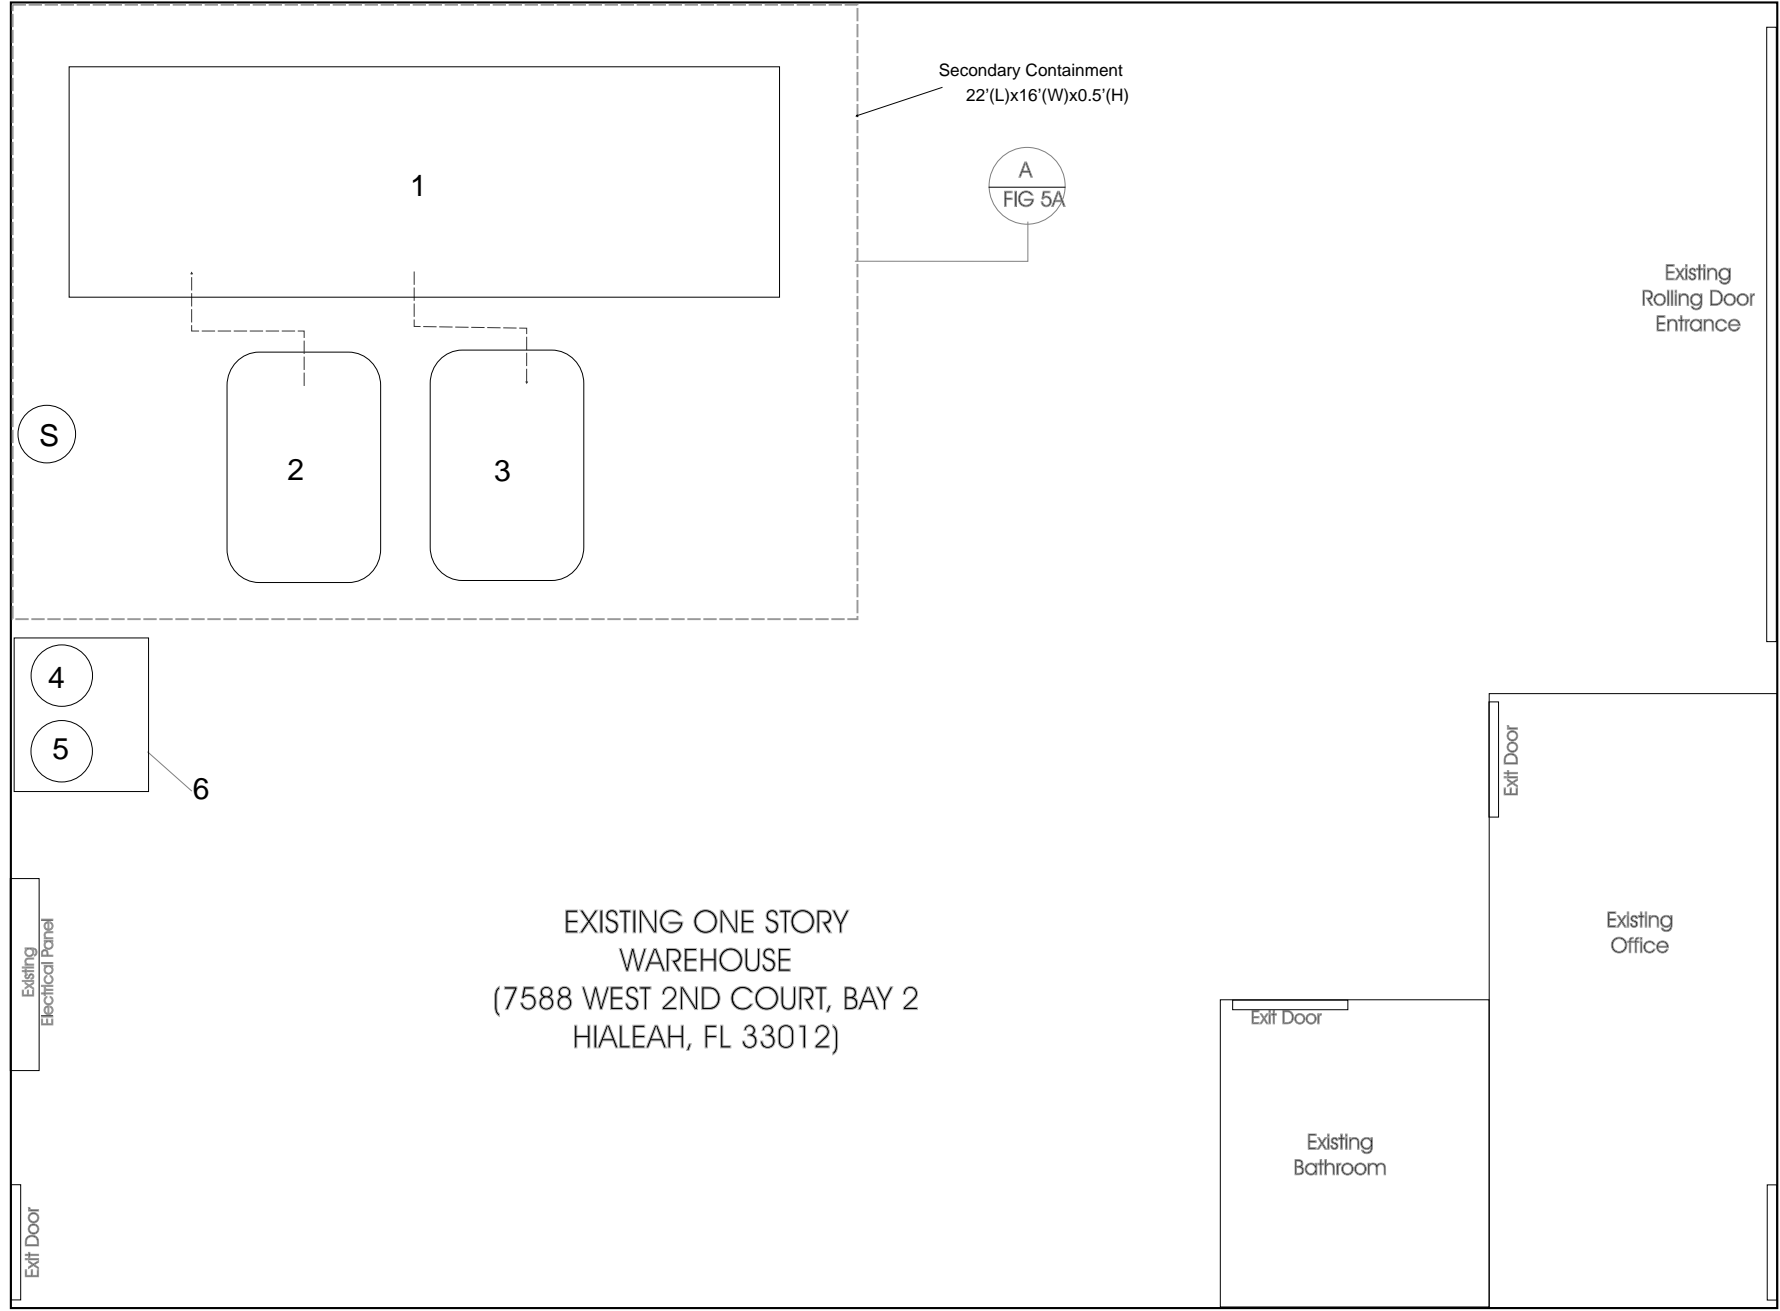 Secondary Containment
22'(L)x16'(W)x0.5'(H)
1
A
FIG 5A
Existing
Rolling Door
Entrance
S
2
3
4
5
6
Exit Door
Existing
Electrical Panel
EXISTING ONE STORY
WAREHOUSE
(7588 WEST 2ND COURT, BAY 2
HIALEAH, FL 33012)
Existing
Office
Exit Door
Existing
Bathroom
Exit Door